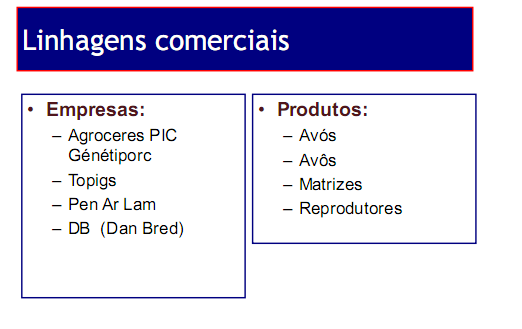 Linhagens comerciais
• Empresas:
– Agroceres PIC
Génétiporc
– Topigs
– Pen Ar Lam
– DB  (Dan Bred)
• Produtos:
– Avós
– Avôs
– Matrizes
– Reprodutores